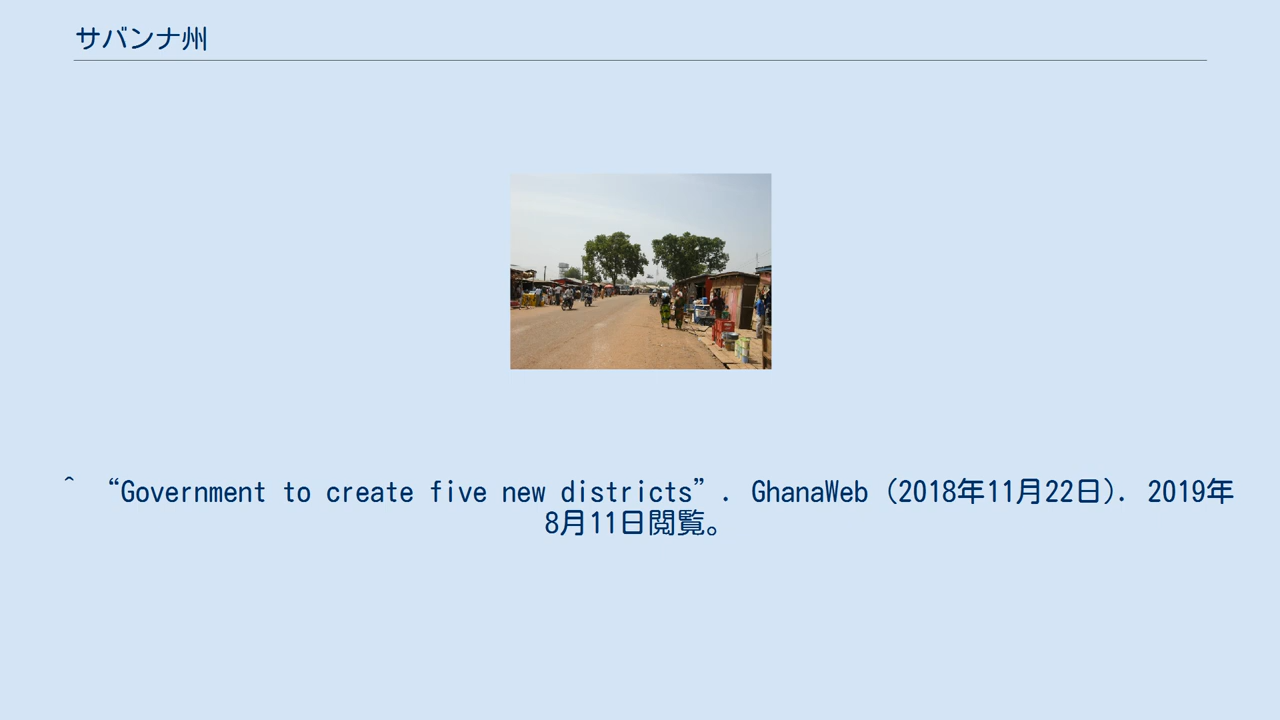 サバンナ州
^ “Government to create five new districts”. GhanaWeb (2018年11月22日). 2019年
8月11日閲覧。